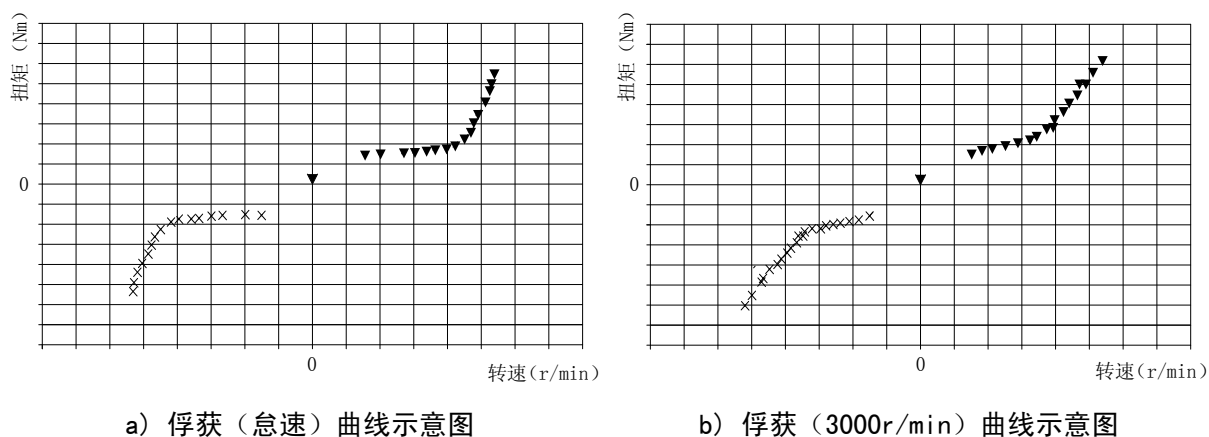 扭矩（Nm）
0
0
转速(r/min)
a) 俘获（怠速）曲线示意图
扭矩（Nm）
0
0
转速(r/min)
b) 俘获（3000r/min）曲线示意图